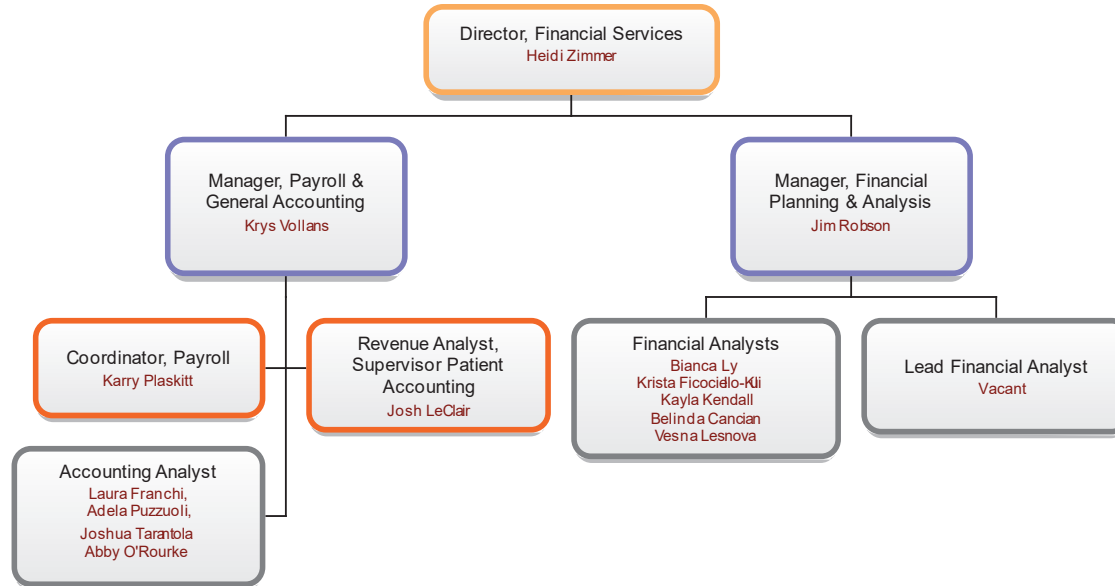 Director, Financial Services
Heidi Zimmer
Manager, Payroll &
General Accounting
Krys Vollans
Manager, Financial
Planning & Analysis
Jim Robson
Coordinator, Payroll
Karry Plaskitt
Revenue Analyst,
Supervisor Patient
Accounting
Josh LeClair
Financial Analysts
Bianca Ly
Krista
Kayla Kendall
Belinda Cancian
Vesna Lesnova
Lead Financial Analyst
Vacant
Accounting Analyst
Laura Franchi,
Adela Puzzuoli,
Joshua Tarantola
Abby O'Rourke